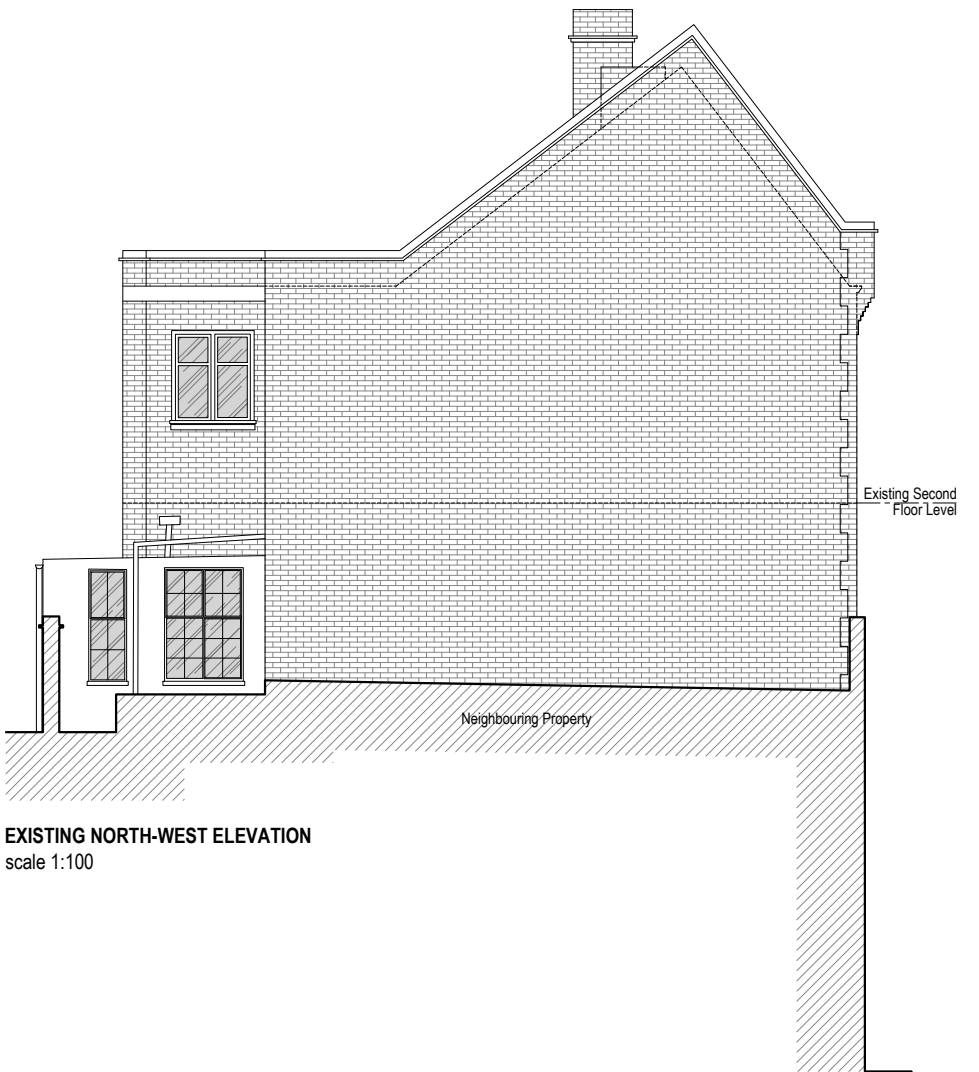 Existing Second
Floor Level
Neighbouring Property
EXISTING NORTH-WEST ELEVATION
scale 1:100